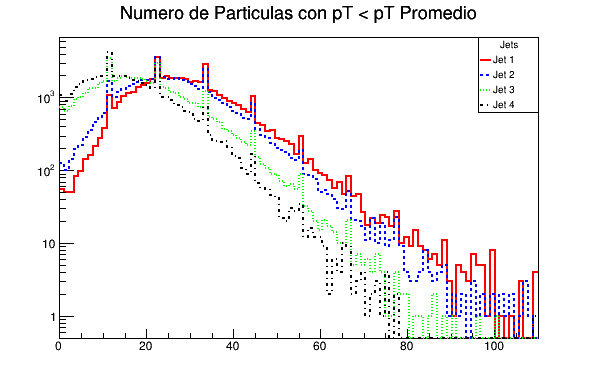 Numero de Particulas con pT < pT Promedio
Jets
Jet 1
Jet 2
Jet 3
Jet 4
10³
10²
10
1
0 20 40 60 80 100